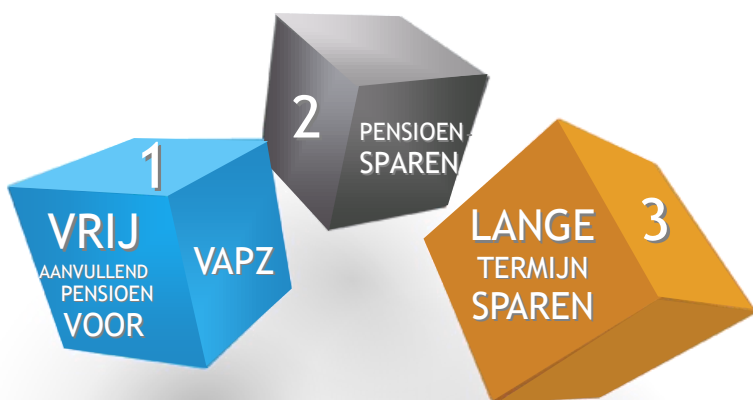 1
VRIJ
AANVULLEND
PENSIOEN
VOOR
VAPZ
2
PENSIOEN-
SPAREN
LANGE
TERMIJN
SPAREN
3